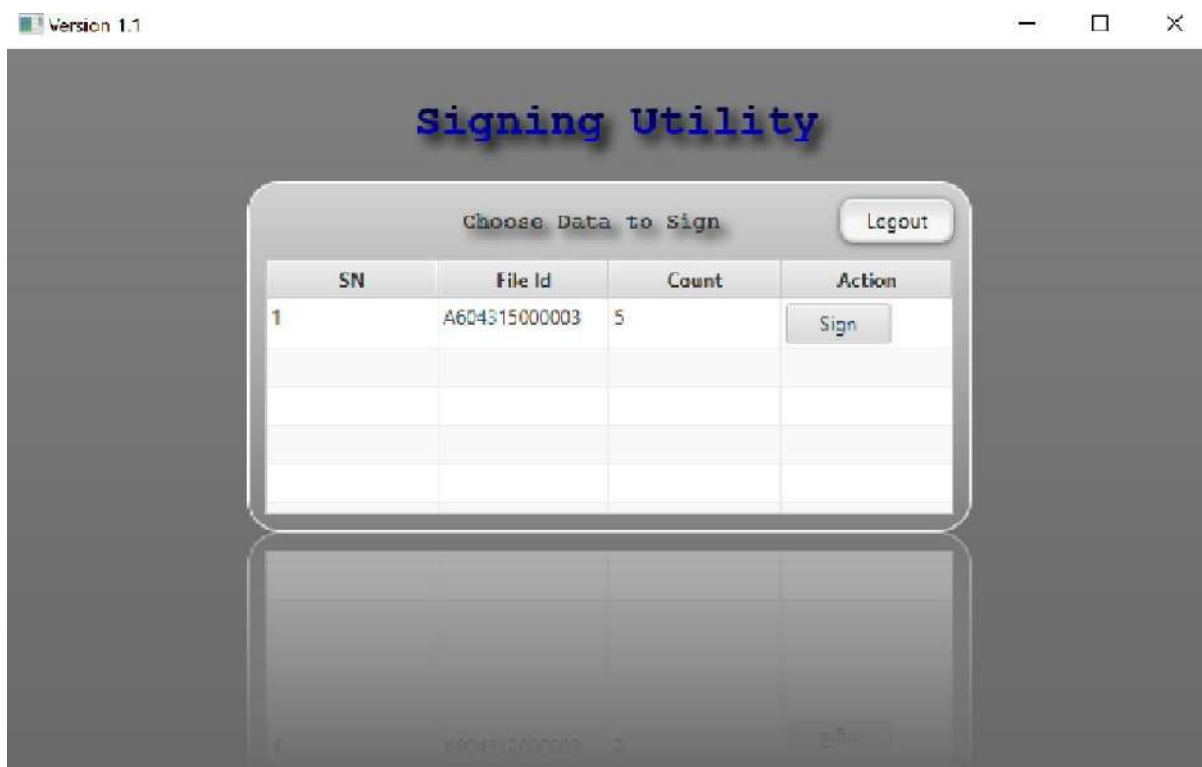 Version 1.1
Signing Utility
Choose Data to Sign
Logout
SN File Id Count Action
1 A604315000003 5 Sign